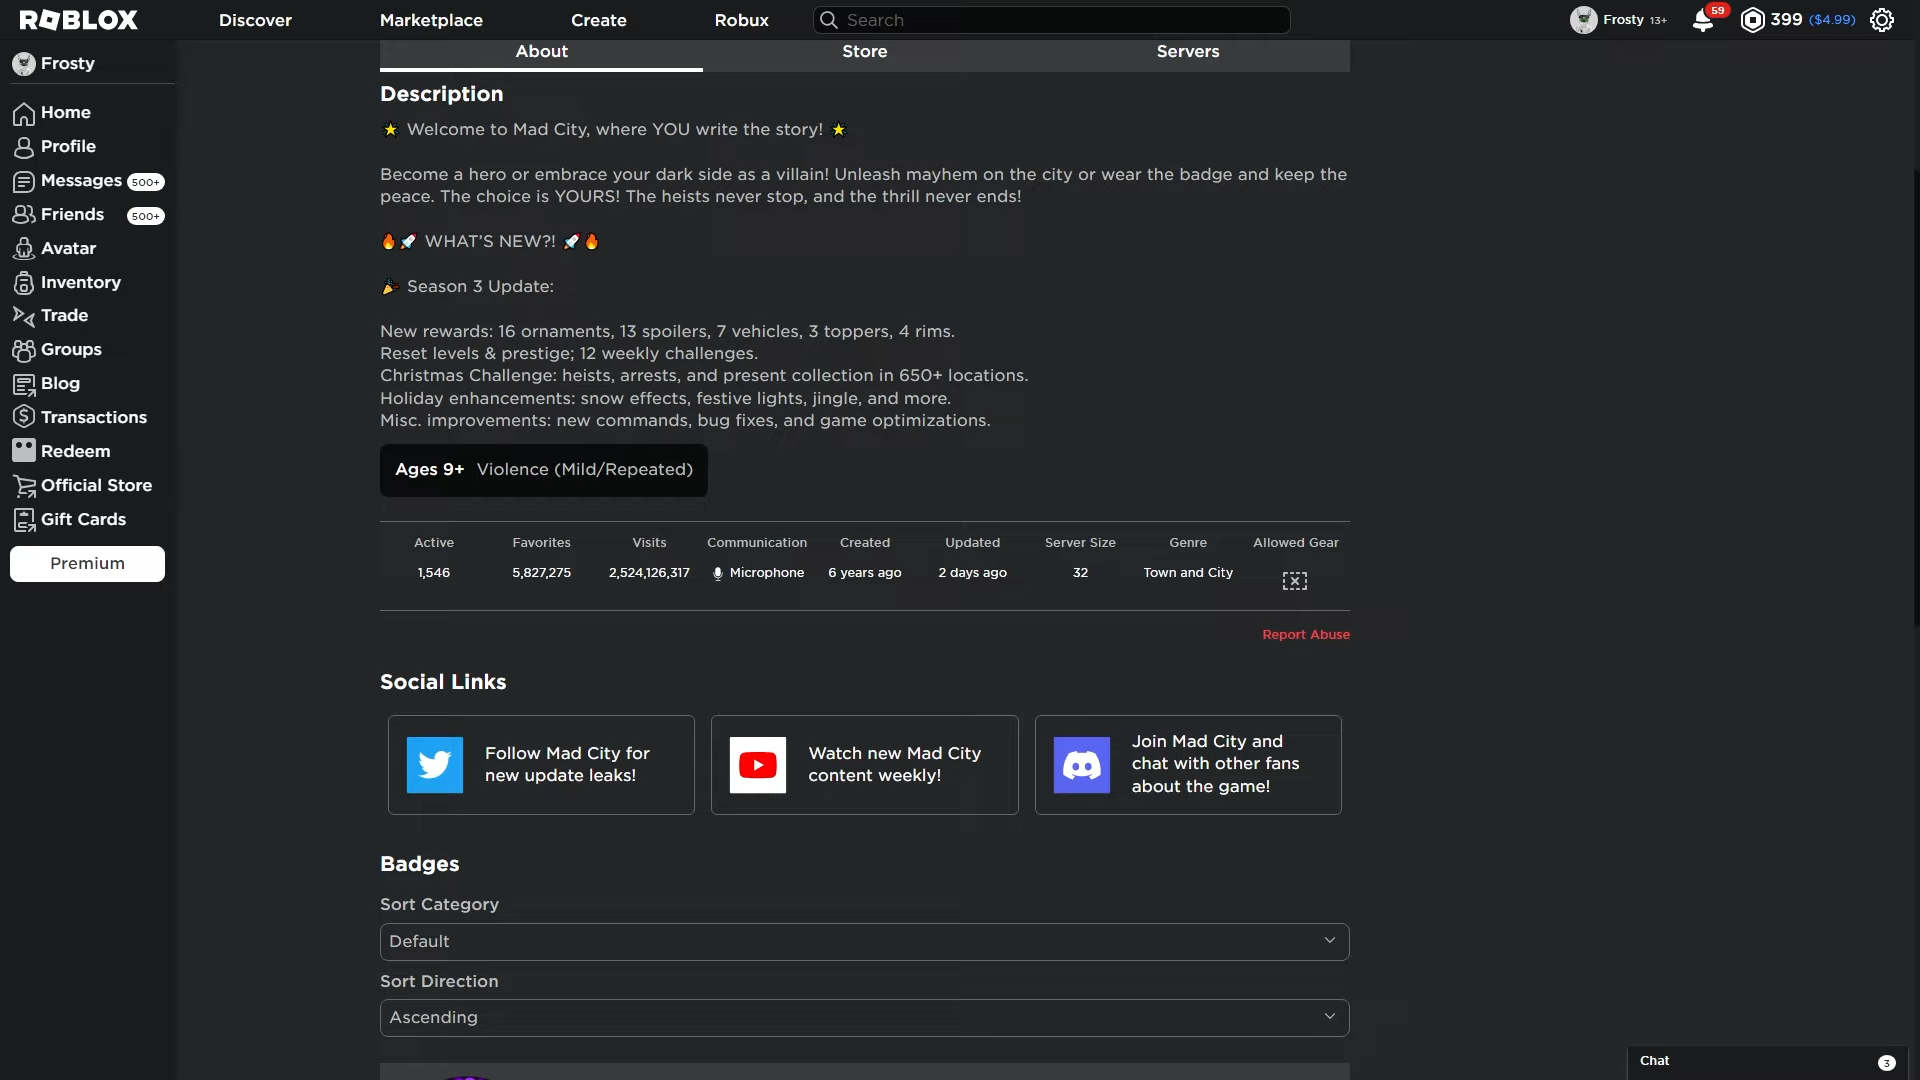 ROBLOX
Discover
Marketplace
Create
Robux
Search
Frosty 13+
59
399 ($4.99)
Frosty
Home
Profile
Messages 500+
Friends 500+
Avatar
Inventory
Trade
Groups
Blog
Transactions
Redeem
Official Store
Gift Cards
Premium
About
Store
Servers
Description
🌟 Welcome to Mad City, where YOU write the story! 🌟
Become a hero or embrace your dark side as a villain! Unleash mayhem on the city or wear the badge and keep the
peace. The choice is YOURS! The heists never stop, and the thrill never ends!
🔥🚀 WHAT’S NEW?! 🚀🔥
🎉 Season 3 Update:
New rewards: 16 ornaments, 13 spoilers, 7 vehicles, 3 toppers, 4 rims.
Reset levels & prestige; 12 weekly challenges.
Christmas Challenge: heists, arrests, and present collection in 650+ locations.
Holiday enhancements: snow effects, festive lights, jingle, and more.
Misc. improvements: new commands, bug fixes, and game optimizations.
Ages 9+ Violence (Mild/Repeated)
Active Favorites Visits Communication Created Updated Server Size Genre Allowed Gear
1,546 5,827,275 2,524,126,317 Microphone 6 years ago 2 days ago 32 Town and City
Report Abuse
Social Links
Follow Mad City for
new update leaks!
Watch new Mad City
content weekly!
Join Mad City and
chat with other fans
about the game!
Badges
Sort Category
Default
Sort Direction
Ascending
Chat 3